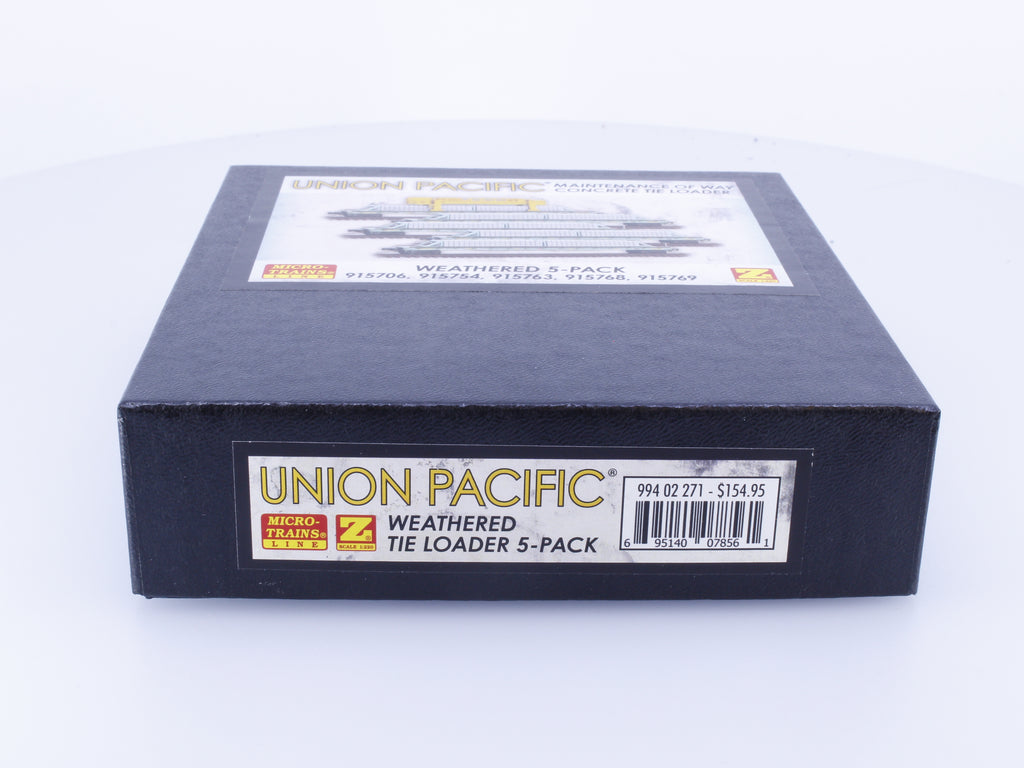 UNION PACIFIC MAINTENANCE OF WAY
CONCRETE TIE LOADER
MICRO-
TRAINS
WEATHERED 5-PACK
915706, 915754, 915763, 915768, 915769
Z
UNION PACIFIC®
MICRO-
TRAINS®
LINE
Z®
SCALE 1:220
WEATHERED
TIE LOADER 5-PACK
994 02 271 - $154.95
6 95140 07856 1